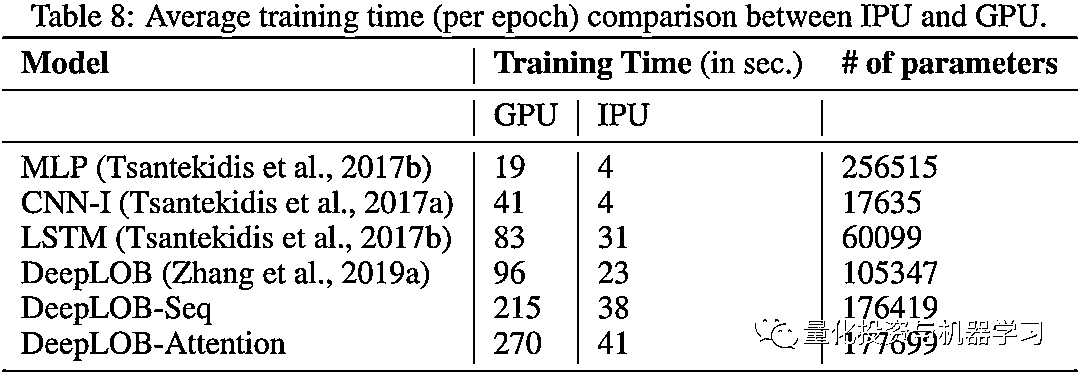 Table 8: Average training time (per epoch) comparison between IPU and GPU.
Model Training Time (in sec.) # of parameters
GPU IPU
MLP (Tsantekidis et al., 2017b) 19 4 256515
CNN-I (Tsantekidis et al., 2017a) 41 4 17635
LSTM (Tsantekidis et al., 2017b) 83 31 60099
DeepLOB (Zhang et al., 2019a) 96 23 105347
DeepLOB-Seq 215 38 176419
DeepLOB-Attention 270 41 177699
量化投资与机器学习